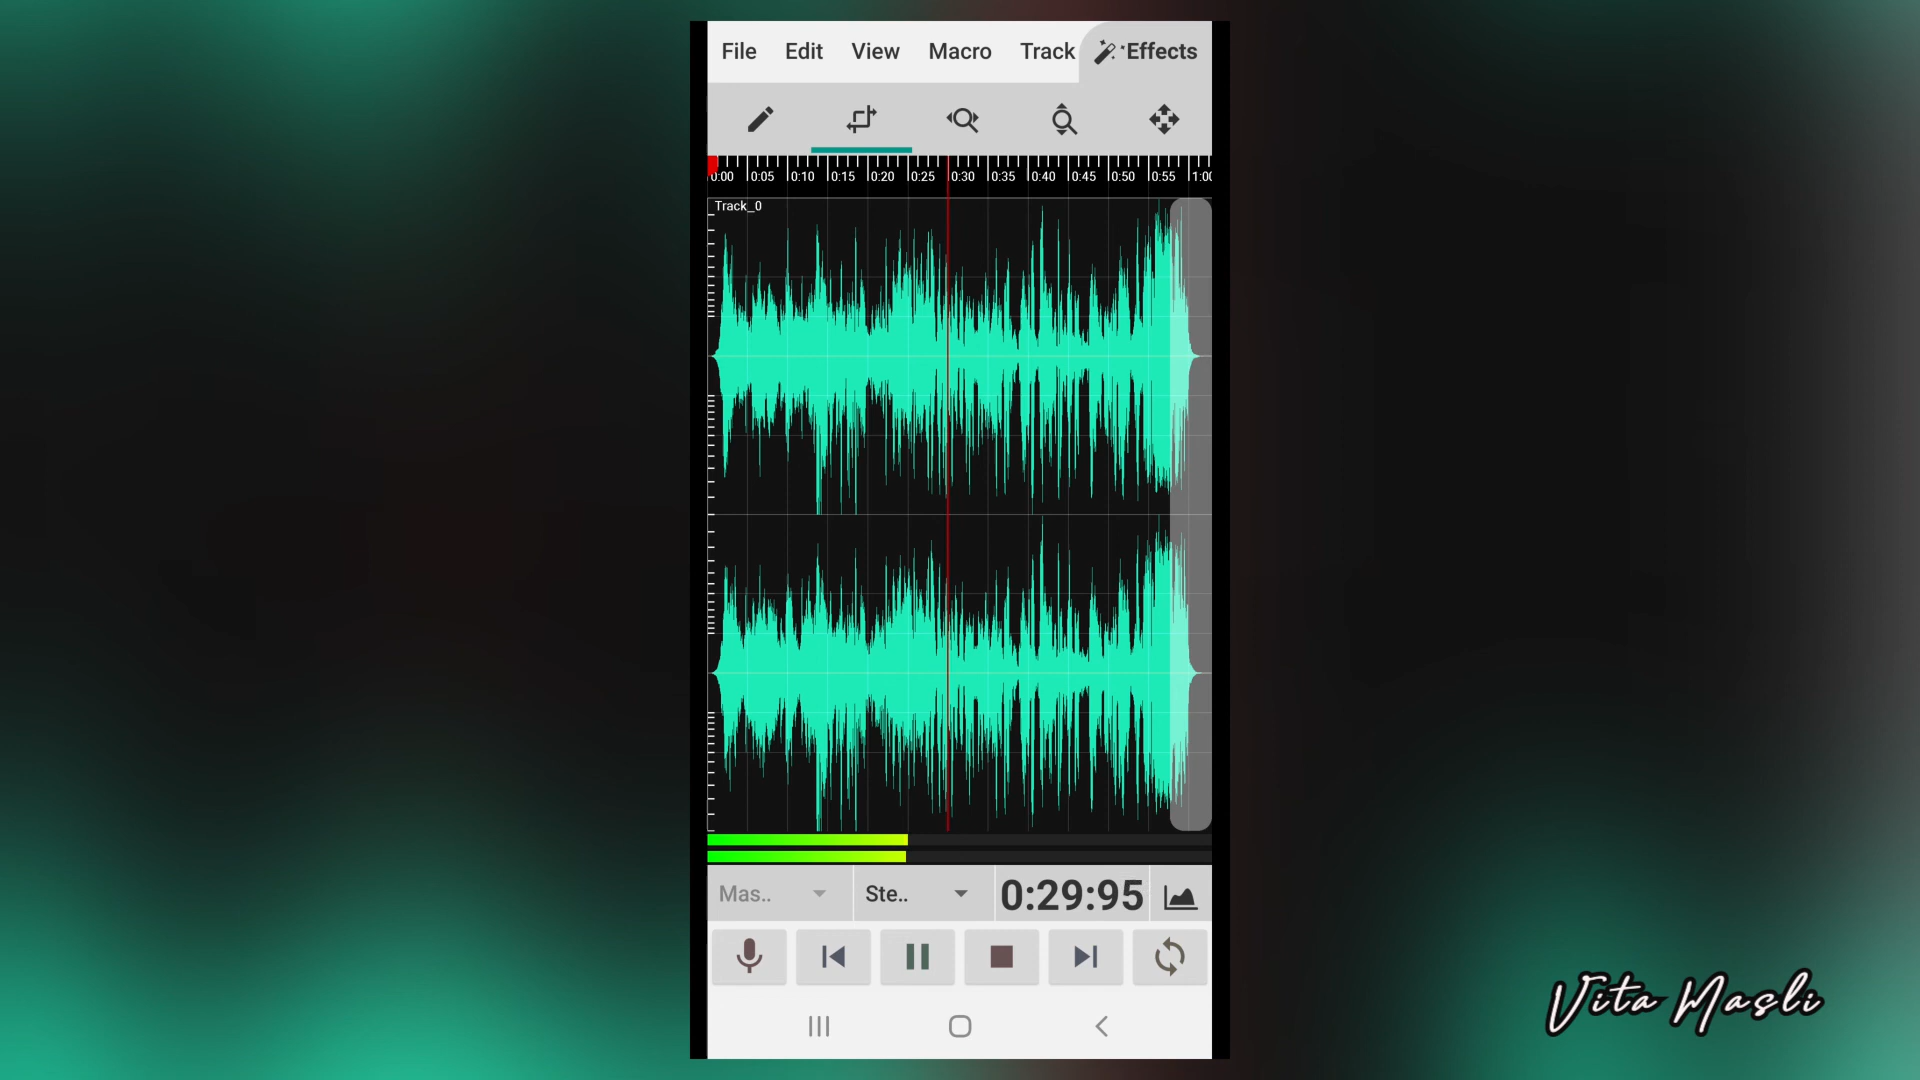 File Edit View Macro Track Effects
0:00 0:05 0:10 0:15 0:20 0:25 0:30 0:35 0:40 0:45 0:50 0:55 1:00
Track_0
Mas.. Ste.. 0:29:95
Vita Masli